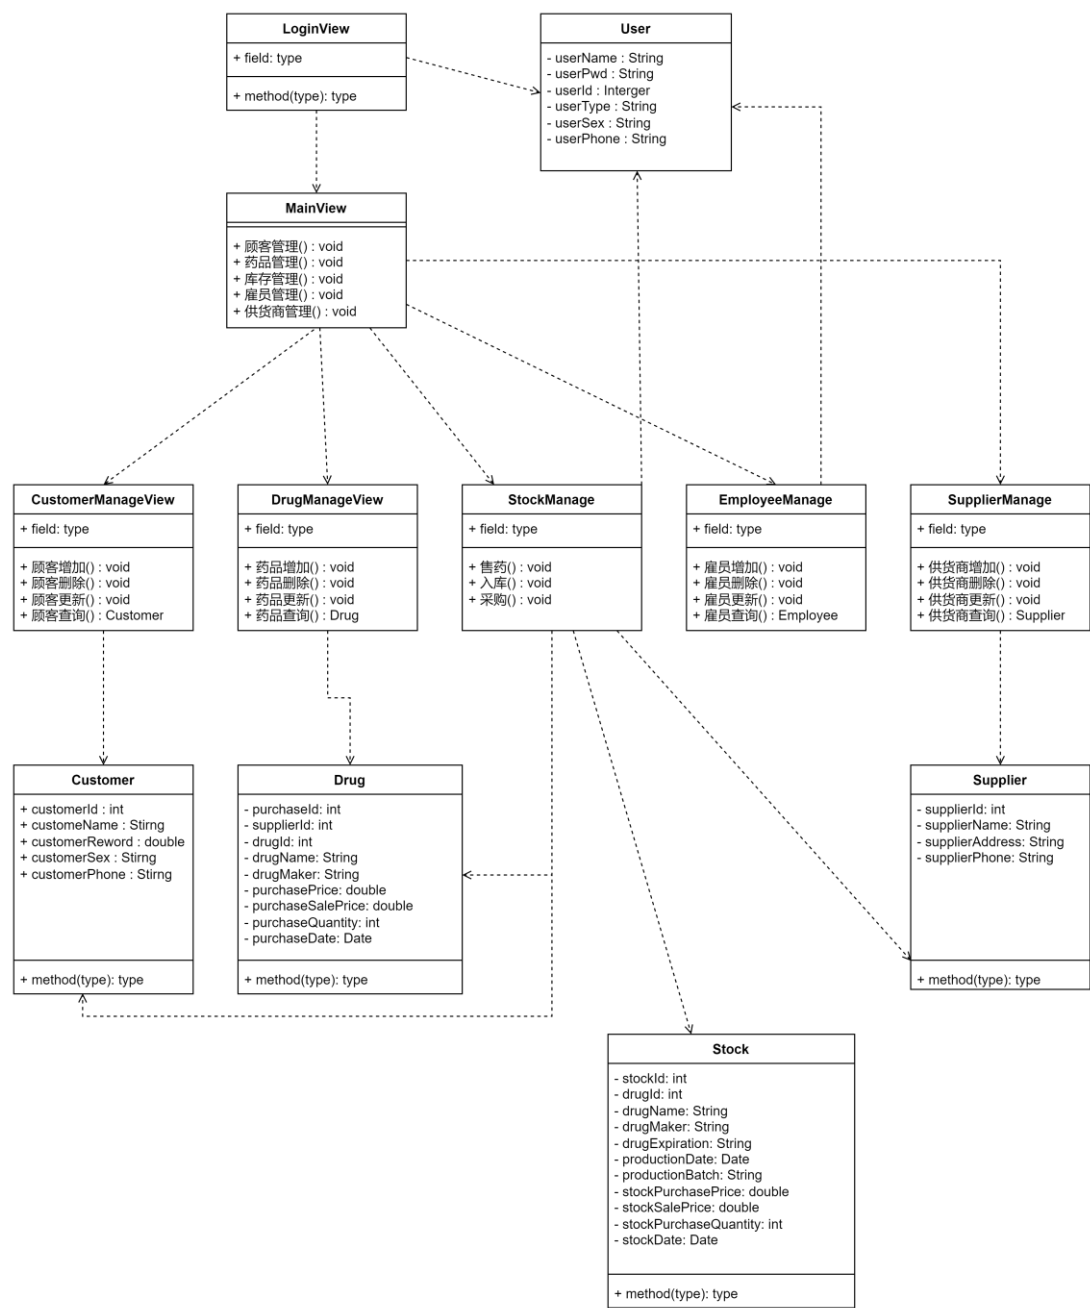 LoginView
+ field: type
+ method(type): type
User
- userName : String
- userPwd : String
- userId : Interger
- userType : String
- userSex : String
- userPhone : String
MainView
+ 顾客管理() : void
+ 药品管理() : void
+ 库存管理() : void
+ 雇员管理() : void
+ 供货商管理() : void
CustomerManageView
+ field: type
+ 顾客增加() : void
+ 顾客删除() : void
+ 顾客更新() : void
+ 顾客查询() : Customer
DrugManageView
+ field: type
+ 药品增加() : void
+ 药品删除() : void
+ 药品更新() : void
+ 药品查询() : Drug
StockManage
+ field: type
+ 售药() : void
+ 入库() : void
+ 采购() : void
EmployeeManage
+ field: type
+ 雇员增加() : void
+ 雇员删除() : void
+ 雇员更新() : void
+ 雇员查询() : Employee
SupplierManage
+ field: type
+ 供货商增加() : void
+ 供货商删除() : void
+ 供货商更新() : void
+ 供货商查询() : Supplier
Customer
+ customerId : int
+ customeName : Stirng
+ customerReword : double
+ customerSex : Stirng
+ customerPhone : Stirng
+ method(type): type
Drug
- purchaseId: int
- supplierId: int
- drugId: int
- drugName: String
- drugMaker: String
- purchasePrice: double
- purchaseSalePrice: double
- purchaseQuantity: int
- purchaseDate: Date
+ method(type): type
Supplier
- supplierId: int
- supplierName: String
- supplierAddress: String
- supplierPhone: String
+ method(type): type
Stock
- stockId: int
- drugId: int
- drugName: String
- drugMaker: String
- drugExpiration: String
- productionDate: Date
- productionBatch: String
- stockPurchasePrice: double
- stockSalePrice: double
- stockPurchaseQuantity: int
- stockDate: Date
+ method(type): type